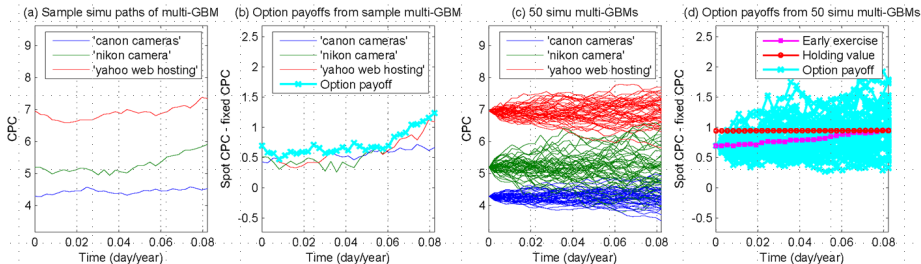 (a) Sample simu paths of multi-GBM
'canon cameras'
'nikon camera'
'yahoo web hosting'
CPC
9
8
7
6
5
4
0
0.02
0.04
0.06
0.08
Time (day/year)
(b) Option payoffs from sample multi-GBM
'canon cameras'
'nikon camera'
'yahoo web hosting'
Option payoff
Spot CPC - fixed CPC
2.5
2
1.5
1
0.5
0
-0.5
0
0.02
0.04
0.06
0.08
Time (day/year)
(c) 50 simu multi-GBMs
'canon cameras'
'nikon camera'
'yahoo web hosting'
CPC
9
8
7
6
5
4
0
0.02
0.04
0.06
0.08
Time (day/year)
(d) Option payoffs from 50 simu multi-GBMs
Early exercise
Holding value
Option payoff
Spot CPC - fixed CPC
2.5
2
1.5
1
0.5
0
-0.5
0
0.02
0.04
0.06
0.08
Time (day/year)